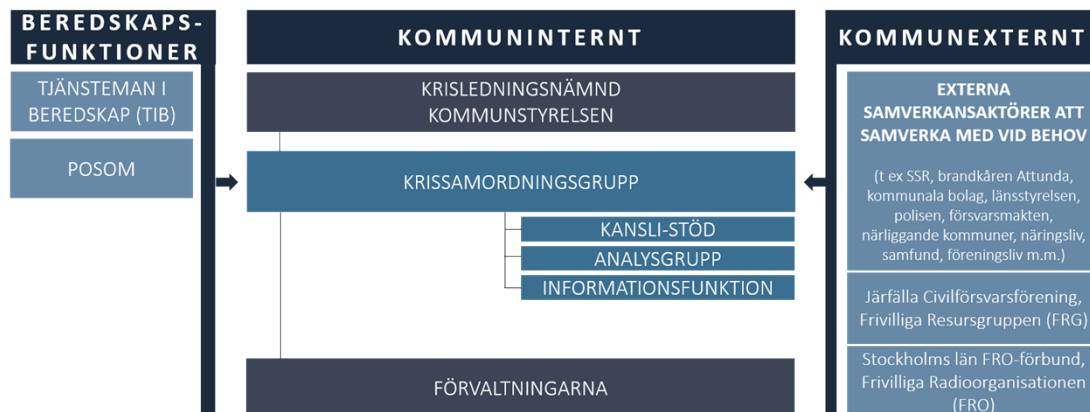 BEREDSKAPS-
FUNKTIONER
TJÄNSTEMAN I
BEREDSKAP (TIB)
POSOM
KOMMUNINTERNT
KRISLEDNINGSNÄMND
KOMMUNSTYRELSEN
KRISSAMORDNINGSGRUPP
KANSLI-STÖD
ANALYSGRUPP
INFORMATIONSFUNKTION
FÖRVALTNINGARNA
KOMMUNEXTERNT
EXTERNA
SAMVERKANSAKTÖRER ATT
SAMVERKA MED VID BEHOV
(t ex SSR, brandkåren Attunda,
kommunala bolag, länsstyrelsen,
polisen, försvarsmakten,
närliggande kommuner, näringsliv,
samfund, föreningsliv m.m.)
Järfälla Civilförsvarsförening,
Frivilliga Resursgruppen (FRG)
Stockholms län FRO-förbund,
Frivilliga Radioorganisationen
(FRO)